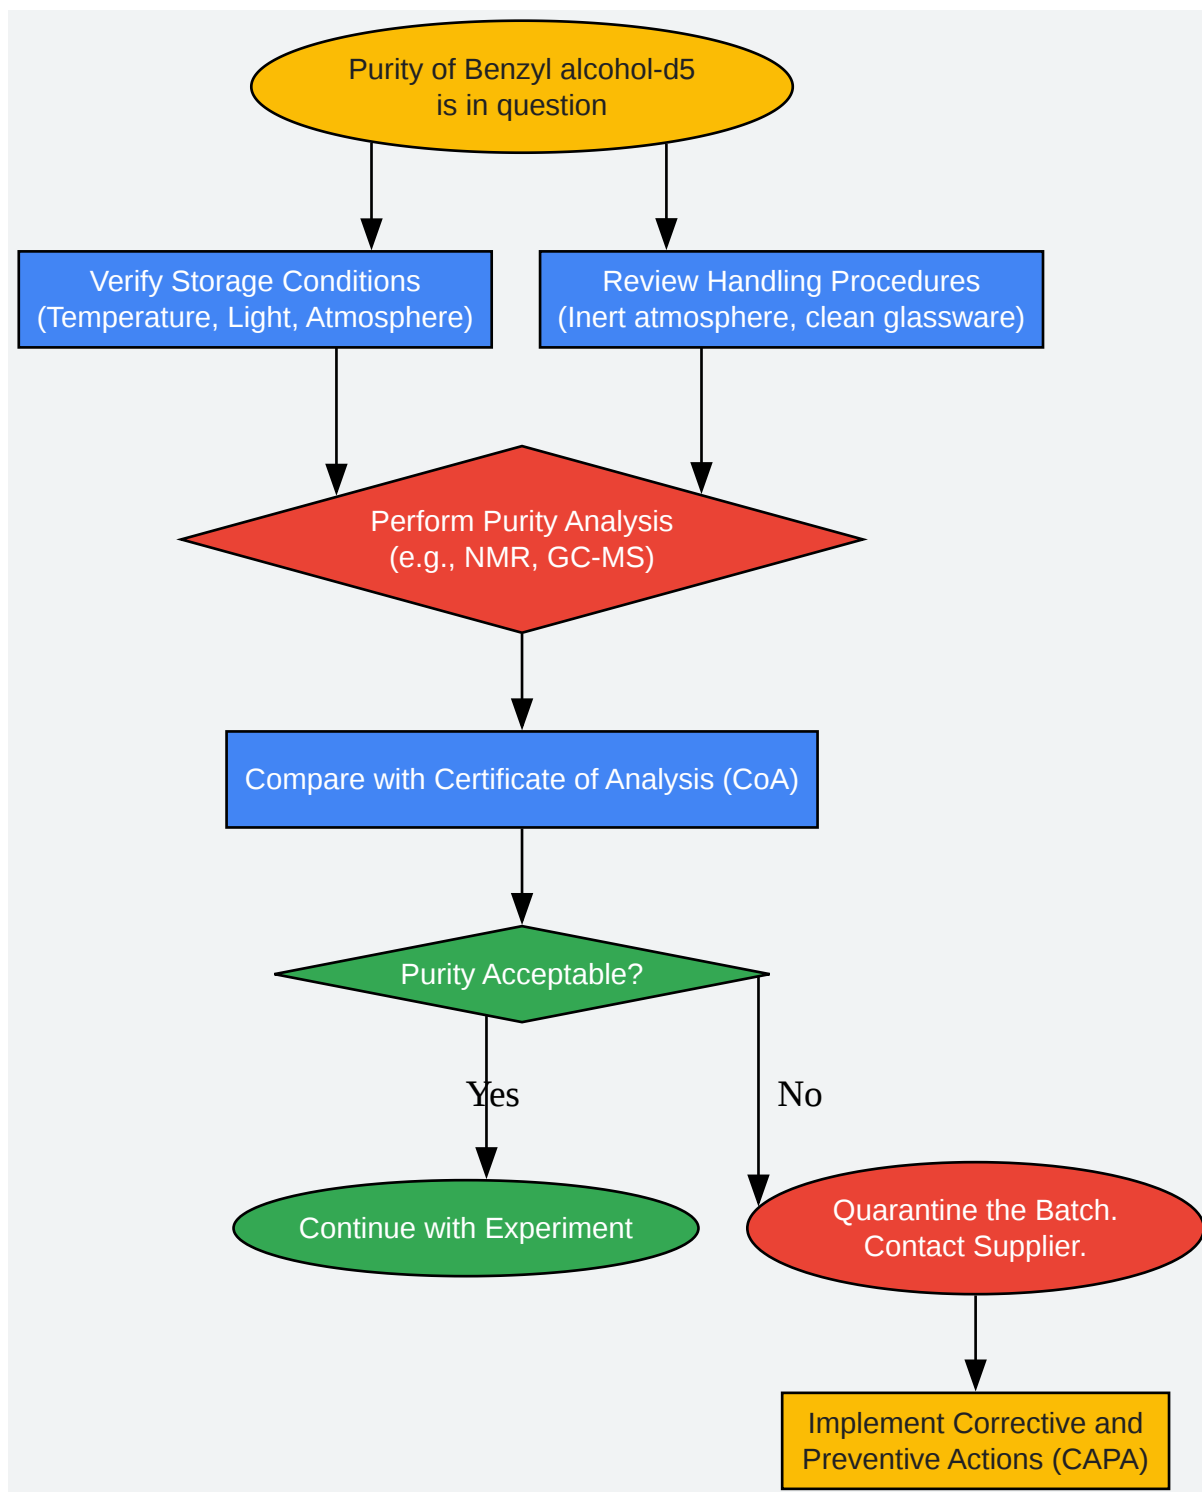 Purity of Benzyl alcohol-d5
is in question
Verify Storage Conditions
(Temperature, Light, Atmosphere)
Review Handling Procedures
(Inert atmosphere, clean glassware)
Perform Purity Analysis
(e.g., NMR, GC-MS)
Compare with Certificate of Analysis (CoA)
Purity Acceptable?
Yes
No
Continue with Experiment
Quarantine the Batch.
Contact Supplier.
Implement Corrective and
Preventive Actions (CAPA)